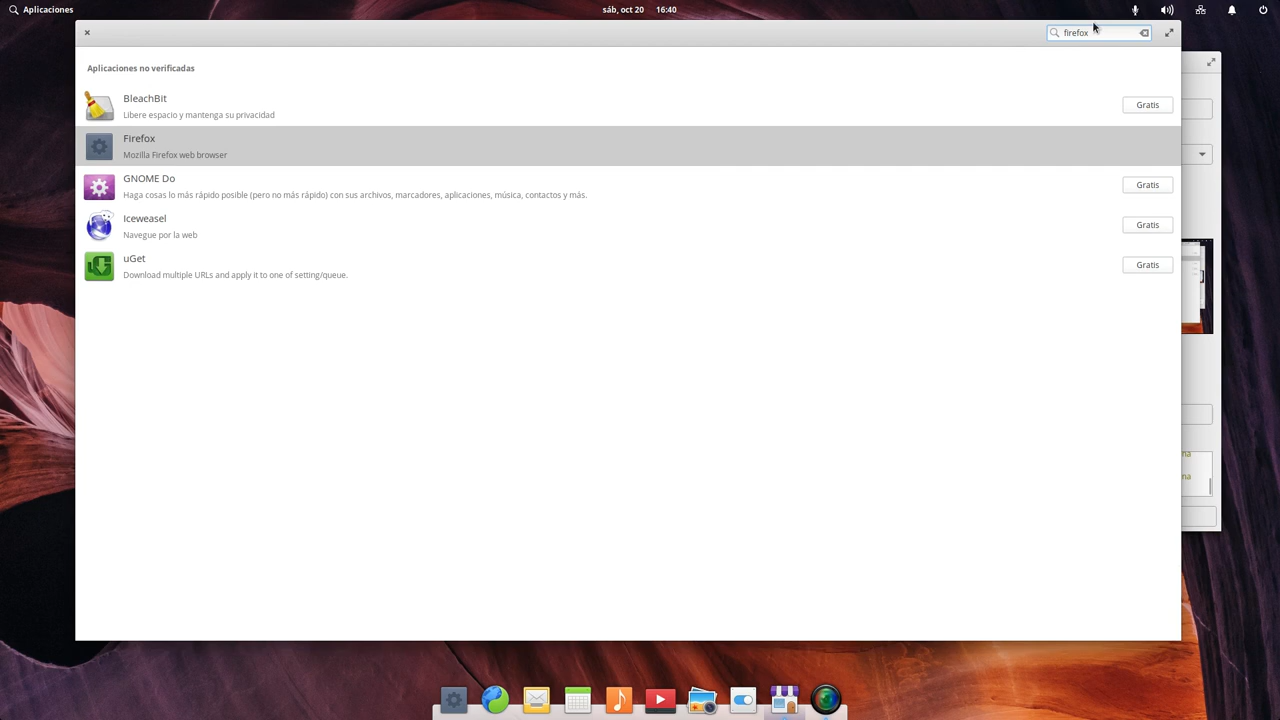 Aplicaciones
sáb, oct 20 16:40
firefox
Aplicaciones no verificadas
BleachBit
Libere espacio y mantenga su privacidad
Gratis
Firefox
Mozilla Firefox web browser
GNOME Do
Haga cosas lo más rápido posible (pero no más rápido) con sus archivos, marcadores, aplicaciones, música, contactos y más.
Gratis
Iceweasel
Navegue por la web
Gratis
uGet
Download multiple URLs and apply it to one of setting/queue.
Gratis
ma
ma